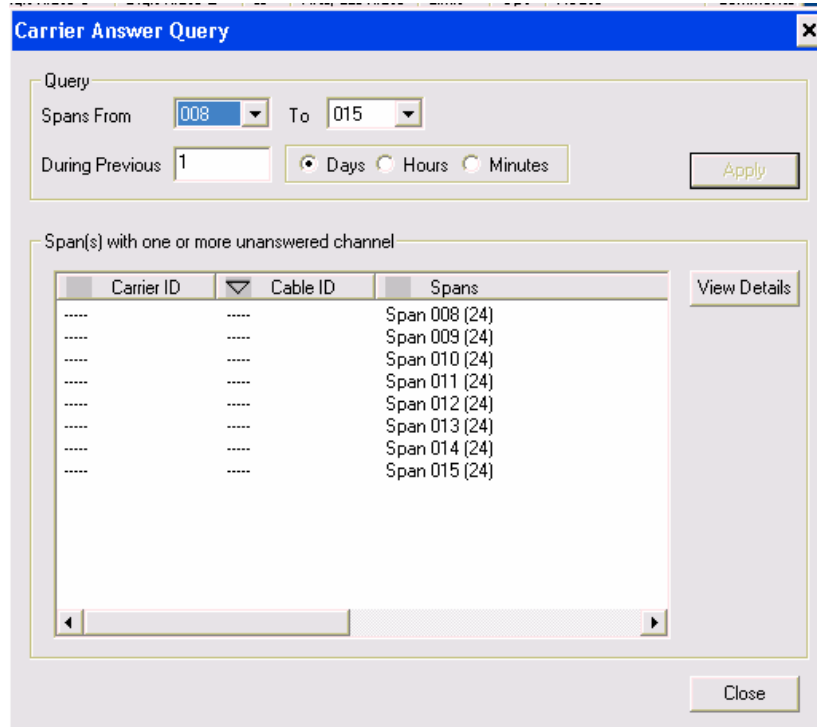 Carrier Answer Query
Query
Spans From 008 To 015
During Previous 1 Days Hours Minutes
Apply
Span(s) with one or more unanswered channel
Carrier ID Cable ID Spans
View Details
----- ----- Span 008 (24)
----- ----- Span 009 (24)
----- ----- Span 010 (24)
----- ----- Span 011 (24)
----- ----- Span 012 (24)
----- ----- Span 013 (24)
----- ----- Span 014 (24)
----- ----- Span 015 (24)
Close